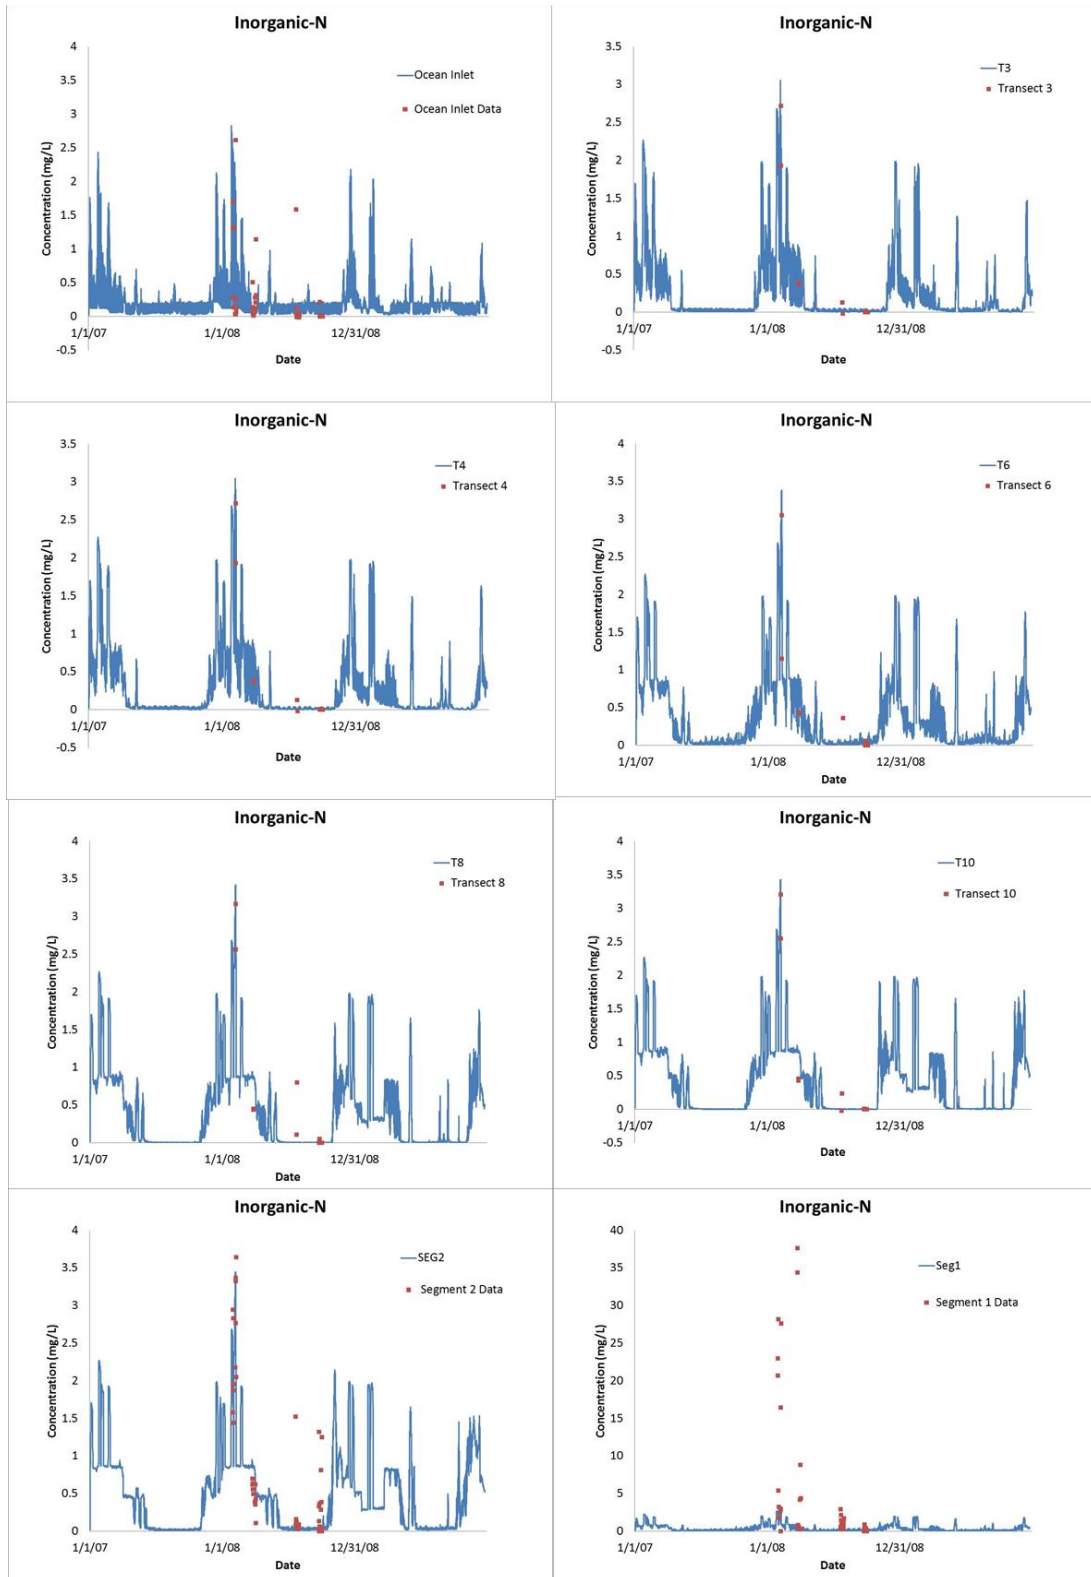 Inorganic-N
4
3.5
3
2.5
2
1.5
1
0.5
0
-0.5
Concentration (mg/L)
1/1/07
1/1/08
12/31/08
Date
Ocean Inlet
Ocean Inlet Data
Inorganic-N
3.5
3
2.5
2
1.5
1
0.5
0
-0.5
Concentration (mg/L)
1/1/07
1/1/08
12/31/08
Date
T3
Transect 3
Inorganic-N
3.5
3
2.5
2
1.5
1
0.5
0
-0.5
Concentration (mg/L)
1/1/07
1/1/08
12/31/08
Date
T4
Transect 4
Inorganic-N
4
3.5
3
2.5
2
1.5
1
0.5
0
Concentration (mg/L)
1/1/07
1/1/08
12/31/08
Date
T6
Transect 6
Inorganic-N
4
3.5
3
2.5
2
1.5
1
0.5
0
Concentration (mg/L)
1/1/07
1/1/08
12/31/08
Date
T8
Transect 8
Inorganic-N
4
3.5
3
2.5
2
1.5
1
0.5
0
-0.5
Concentration (mg/L)
1/1/07
1/1/08
12/31/08
Date
T10
Transect 10
Inorganic-N
4
3.5
3
2.5
2
1.5
1
0.5
0
Concentration (mg/L)
1/1/07
1/1/08
12/31/08
Date
SEG2
Segment 2 Data
Inorganic-N
40
35
30
25
20
15
10
5
0
Concentration (mg/L)
1/1/07
1/1/08
12/31/08
Date
Seg1
Segment 1 Data